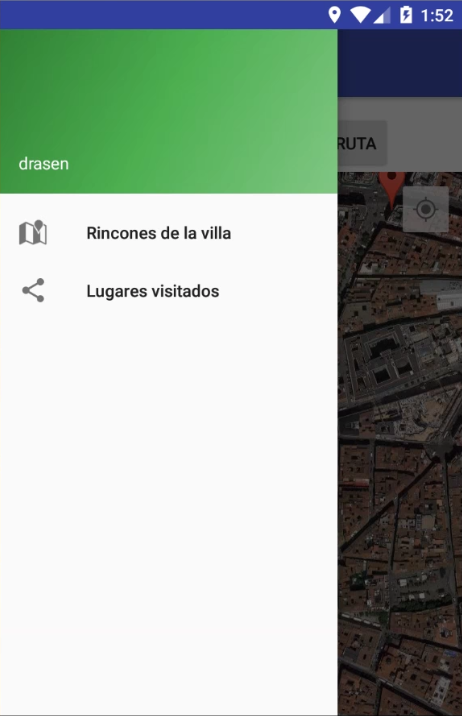 1:52
drasen
RUTA
Rincones de la villa
Lugares visitados